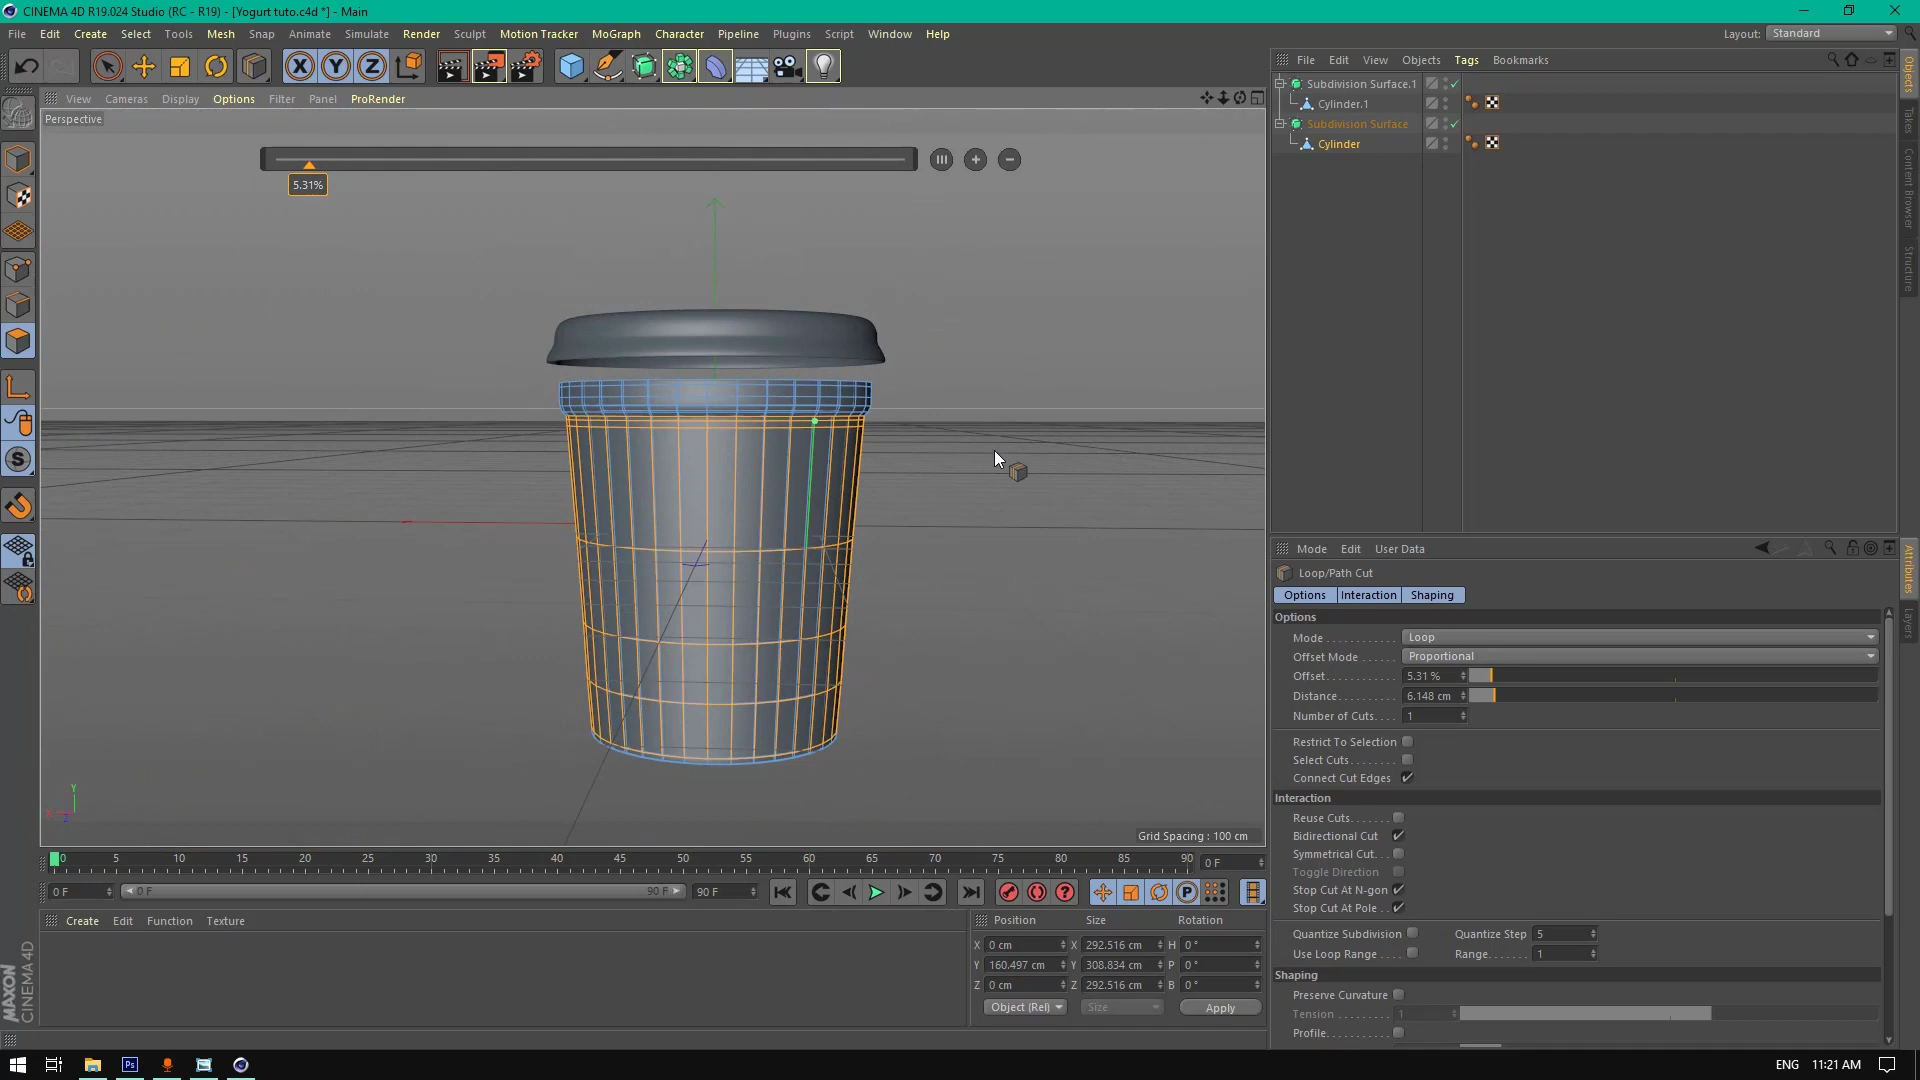 CINEMA 4D R19.024 Studio (RC - R19) - [Yogurt tuto.c4d *] - Main
File Edit Create Select Tools Mesh Snap Animate Simulate Render Sculpt Motion Tracker MoGraph Character Pipeline Plugins Script Window Help
Layout: Standard
View Cameras Display Options Filter Panel ProRender
Perspective
5.31%
Grid Spacing : 100 cm
Y
X
Z
File Edit View Objects Tags Bookmarks
Subdivision Surface.1
Cylinder.1
Subdivision Surface
Cylinder
Objects
Takes
Content Browser
Structure
Mode Edit User Data
Loop/Path Cut
Options Interaction Shaping
Options
Mode Loop
Offset Mode Proportional
Offset 5.31 %
Distance 6.148 cm
Number of Cuts 1
Restrict To Selection
Select Cuts
Connect Cut Edges
Interaction
Reuse Cuts
Bidirectional Cut
Symmetrical Cut
Toggle Direction
Stop Cut At N-gon
Stop Cut At Pole
Quantize Subdivision Quantize Step 5
Use Loop Range Range 1
Shaping
Preserve Curvature
Tension 1
Profile
Attributes
Layers
0 5 10 15 20 25 30 35 40 45 50 55 60 65 70 75 80 85 90 0 F
0 F 0 F 90 F 90 F
Create Edit Function Texture
Position Size Rotation
X 0 cm X 292.516 cm H 0 °
Y 160.497 cm Y 308.834 cm P 0 °
Z 0 cm Z 292.516 cm B 0 °
Object (Rel) Size Apply
MAXON
CINEMA 4D
Ps
ENG 11:21 AM